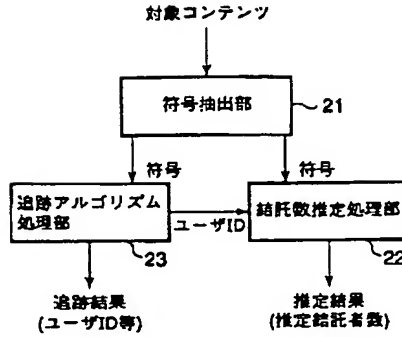 対象コンテンツ
符号抽出部
21
符号
符号
追跡アルゴリズム
処理部
ユーザID
結託数推定処理部
23
22
追跡結果
(ユーザID等)
推定結果
(推定結託者数)